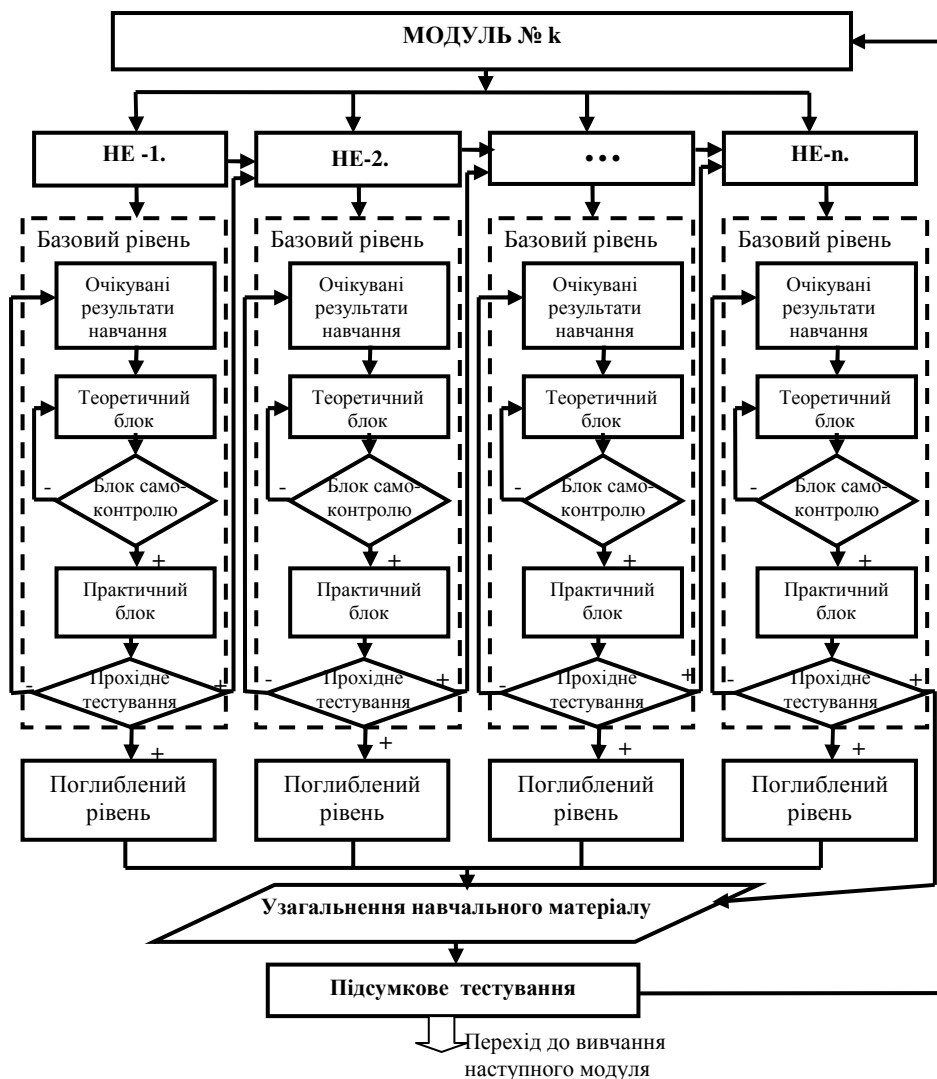 МОДУЛЬ № k
НЕ -1.
НЕ-2.
...
НЕ-n.
Базовий рівень
Очікувані
результати
навчання
Теоретичний
блок
-
Блок само-
контролю
+
Практичний
блок
-
Прохідне
тестування
+
+
Поглиблений
рівень
Базовий рівень
Очікувані
результати
навчання
Теоретичний
блок
-
Блок само-
контролю
+
Практичний
блок
-
Прохідне
тестування
+
+
Поглиблений
рівень
Базовий рівень
Очікувані
результати
навчання
Теоретичний
блок
-
Блок само-
контролю
+
Практичний
блок
-
Прохідне
тестування
+
+
Поглиблений
рівень
Базовий рівень
Очікувані
результати
навчання
Теоретичний
блок
-
Блок само-
контролю
+
Практичний
блок
-
Прохідне
тестування
+
+
Поглиблений
рівень
Узагальнення навчального матеріалу
Підсумкове тестування
Перехід до вивчання
наступного модуля